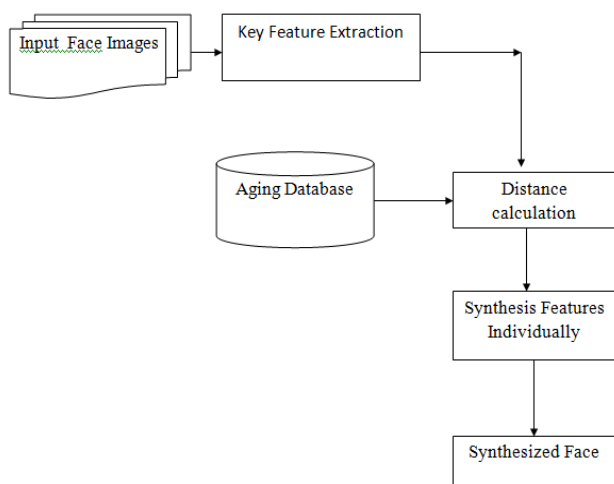 Input Face Images
Key Feature Extraction
Aging Database
Distance
calculation
Synthesis Features
Individually
Synthesized Face